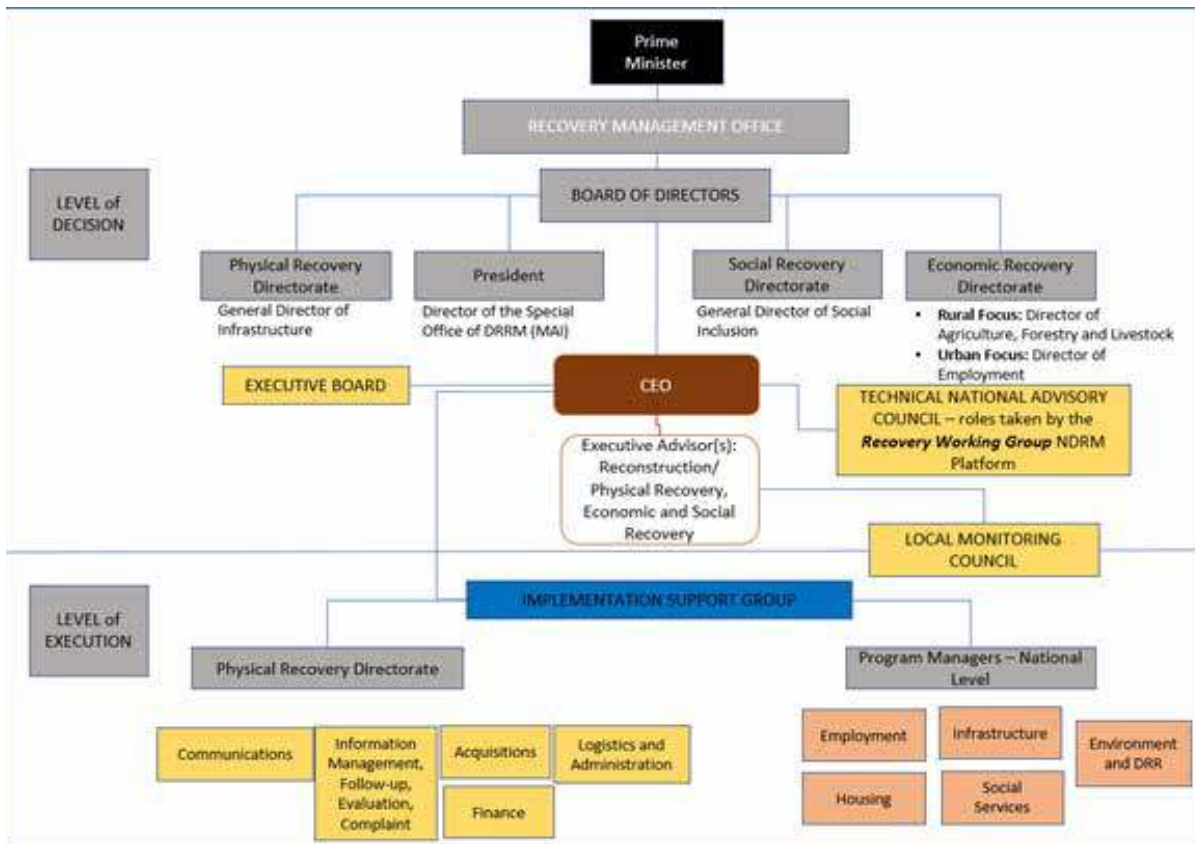 Prime
Minister
RECOVERY MANAGEMENT OFFICE
LEVEL of
DECISION
BOARD OF DIRECTORS
Physical Recovery
Directorate
General Director of
Infrastructure
President
Director of the Special
Office of DRRM (MAI)
Social Recovery
Directorate
General Director of Social
Inclusion
Economic Recovery
Directorate
• Rural Focus: Director of
Agriculture, Forestry and Livestock
• Urban Focus: Director of
Employment
EXECUTIVE BOARD
CEO
TECHNICAL NATIONAL ADVISORY
COUNCIL – roles taken by the
Recovery Working Group NDRM
Platform
Executive Advisor(s):
Reconstruction/
Physical Recovery,
Economic and Social
Recovery
LOCAL MONITORING
COUNCIL
LEVEL of
EXECUTION
IMPLEMENTATION SUPPORT GROUP
Physical Recovery Directorate
Program Managers – National
Level
Communications
Information
Management,
Follow-up,
Evaluation,
Complaint
Acquisitions
Finance
Logistics and
Administration
Employment
Infrastructure
Environment
and DRR
Housing
Social
Services